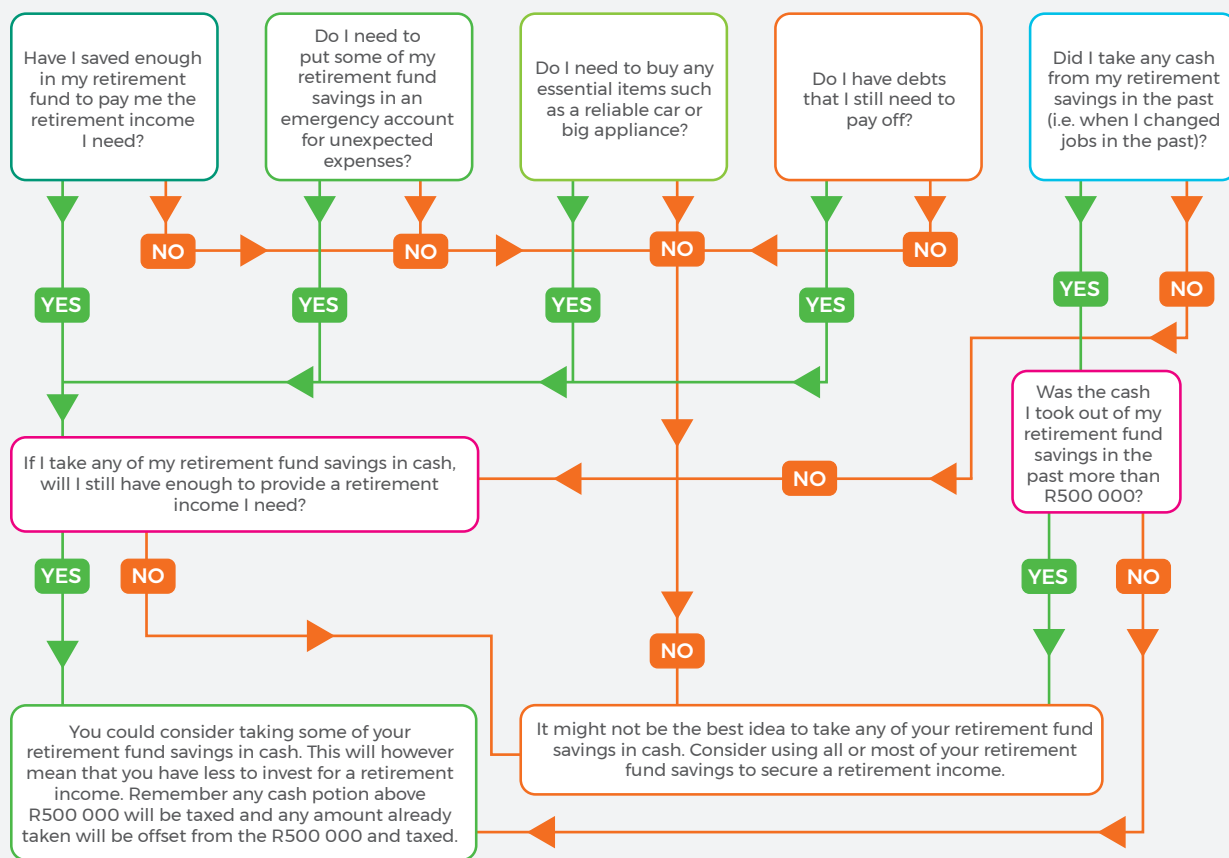 Have I saved enough
in my retirement
fund to pay me the
retirement income
I need?
Do I need to
put some of my
retirement fund
savings in an
emergency account
for unexpected
expenses?
Do I need to buy any
essential items such
as a reliable car or
big appliance?
Do I have debts
that I still need to
pay off?
Did I take any cash
from my retirement
savings in the past
(i.e. when I changed
jobs in the past)?
NO
NO
NO
NO
YES
YES
YES
YES
YES
NO
Was the cash
I took out of my
retirement fund
savings in the
past more than
R500 000?
If I take any of my retirement fund savings in cash,
will I still have enough to provide a retirement
income I need?
NO
YES
NO
YES
NO
NO
You could consider taking some of your
retirement fund savings in cash. This will however
mean that you have less to invest for a retirement
income. Remember any cash potion above
R500 000 will be taxed and any amount already
taken will be offset from the R500 000 and taxed.
It might not be the best idea to take any of your retirement fund
savings in cash. Consider using all or most of your retirement
fund savings to secure a retirement income.